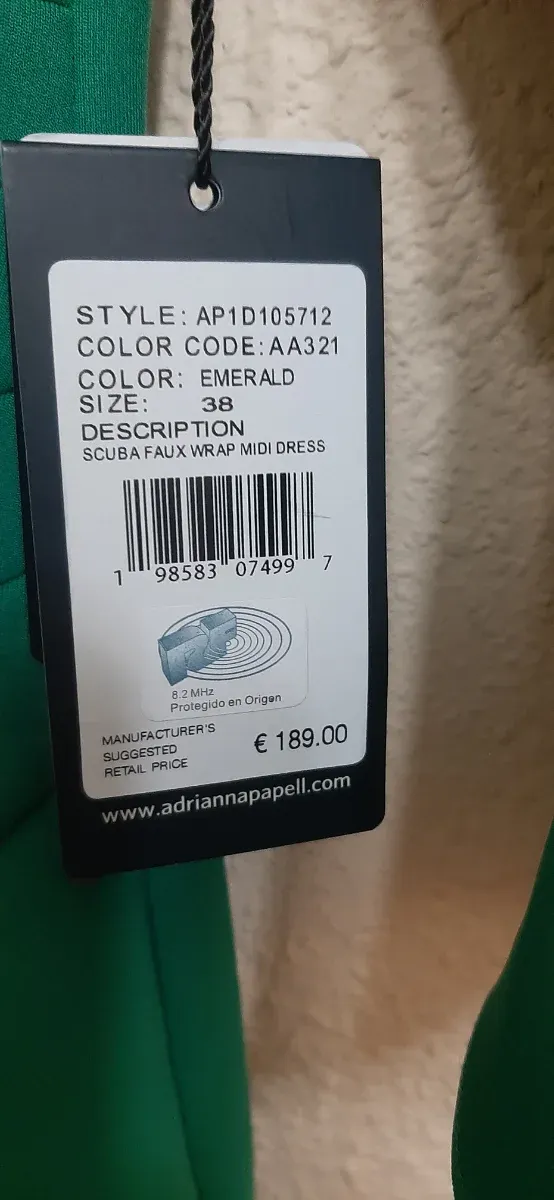 STYLE: AP1D105712
COLOR CODE: AA321
COLOR: EMERALD
SIZE: 38
DESCRIPTION
SCUBA FAUX WRAP MIDI DRESS
1 98583 07499 7
8.2 MHz
Protegido en Origen
MANUFACTURER'S
SUGGESTED
RETAIL PRICE
€ 189.00
www.adriannapapell.com